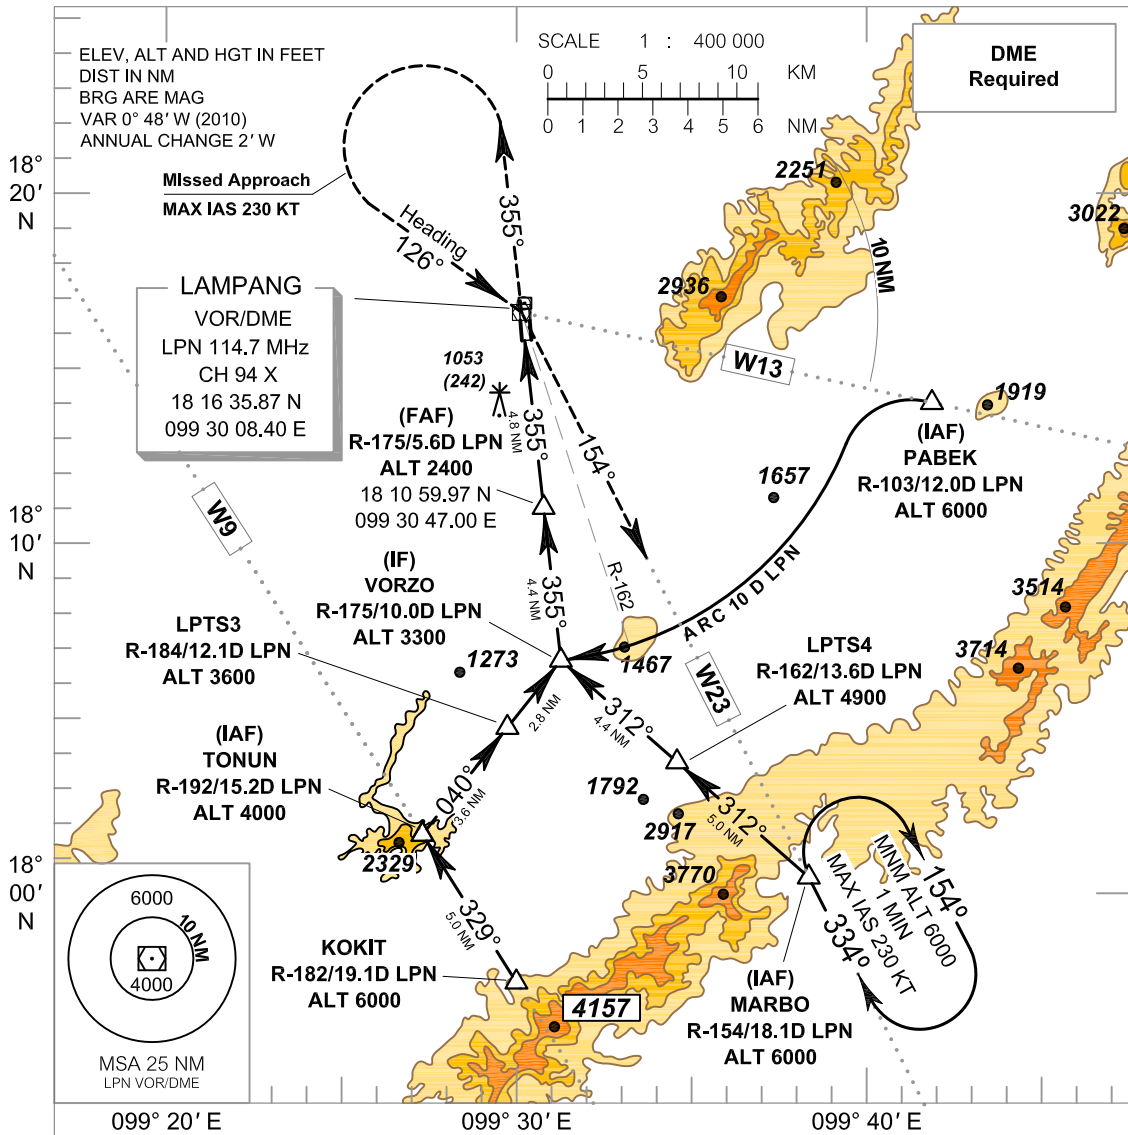 ELEV, ALT AND HGT IN FEET
DIST IN NM
BRG ARE MAG
VAR 0° 48′ W (2010)
ANNUAL CHANGE 2′ W
SCALE 1 : 400 000
0 5 10 KM
0 1 2 3 4 5 6 NM
DME
Required
MIssed Approach
MAX IAS 230 KT
Heading
126°
355°
2251
3022
2936
10 NM
18°
20′
N
LAMPANG
VOR/DME
LPN 114.7 MHz
CH 94 X
18 16 35.87 N
099 30 08.40 E
1053
(242)
4.8 NM
355°
154°
W13
1919
(IAF)
PABEK
R-103/12.0D LPN
ALT 6000
(FAF)
R-175/5.6D LPN
ALT 2400
18 10 59.97 N
099 30 47.00 E
1657
W9
18°
10′
N
(IF)
VORZO
R-175/10.0D LPN
ALT 3300
355°
4.4 NM
R-162
ARC 10 D LPN
3514
3714
LPTS3
R-184/12.1D LPN
ALT 3600
1273
1467
LPTS4
R-162/13.6D LPN
ALT 4900
W23
2.8 NM
312°
4.4 NM
(IAF)
TONUN
R-192/15.2D LPN
ALT 4000
040°
3.6 NM
1792
2917
312°
5.0 NM
2329
3770
18°
00′
N
154°
MNM ALT 6000
1 MIN
MAX IAS 230 KT
334°
329°
5.0 NM
KOKIT
R-182/19.1D LPN
ALT 6000
4157
(IAF)
MARBO
R-154/18.1D LPN
ALT 6000
6000
10 NM
4000
MSA 25 NM
LPN VOR/DME
099° 20′ E
099° 30′ E
099° 40′ E